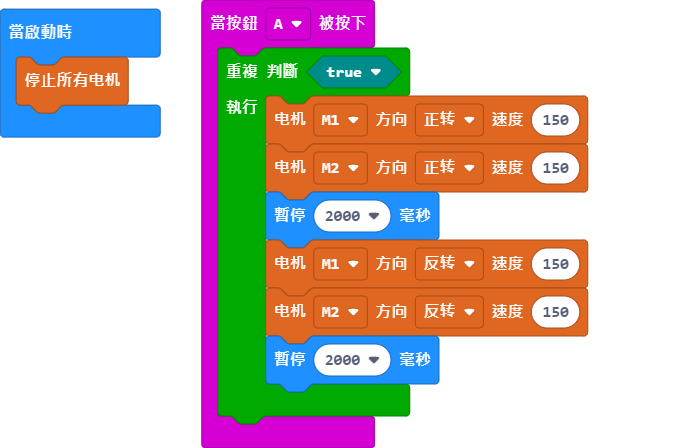 當啟動時
停止所有电机
當按鈕 A 被按下
重複 判斷 true
執行
电机 M1 方向 正转 速度 150
电机 M2 方向 正转 速度 150
暫停 2000 毫秒
电机 M1 方向 反转 速度 150
电机 M2 方向 反转 速度 150
暫停 2000 毫秒